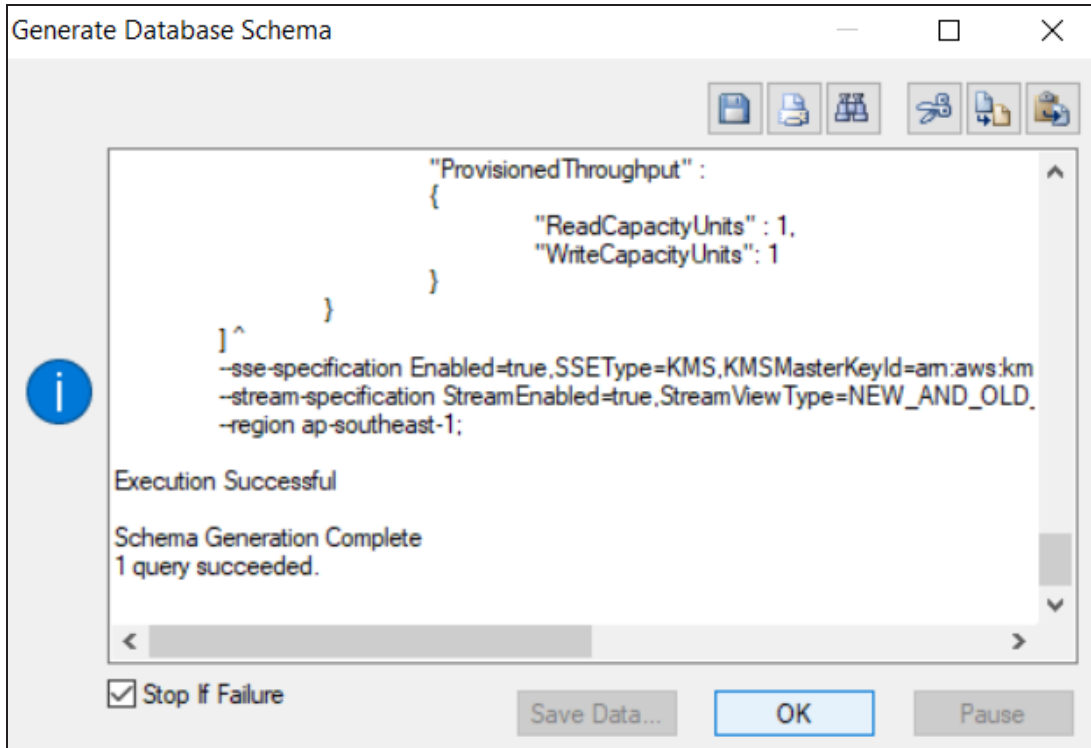 Generate Database Schema
"ProvisionedThroughput" :
{
"ReadCapacityUnits" : 1,
"WriteCapacityUnits": 1
}
}
] ^
--sse-specification Enabled=true,SSEType=KMS,KMSMasterKeyId=arn:aws:km
--stream-specification StreamEnabled=true,StreamViewType=NEW_AND_OLD_
--region ap-southeast-1;
Execution Successful
Schema Generation Complete
1 query succeeded.
Stop If Failure
Save Data...
OK
Pause